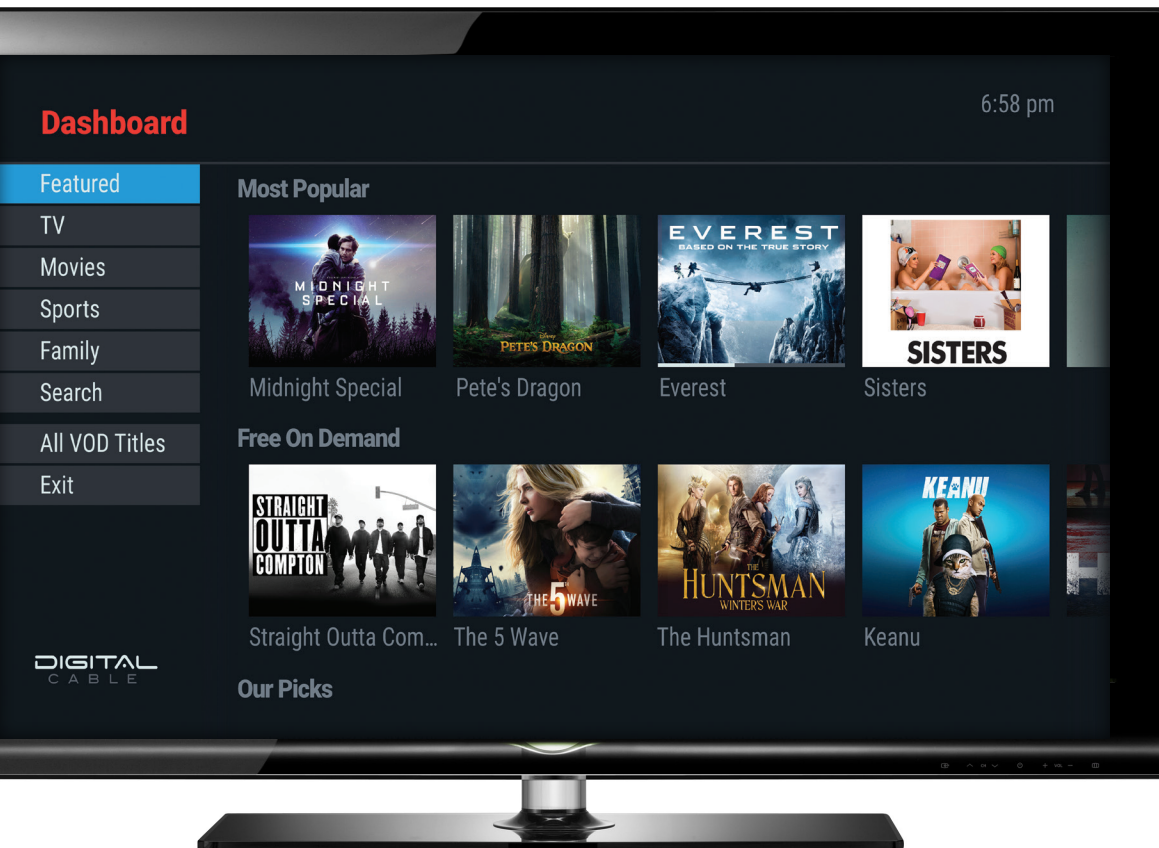 6:58 pm
Dashboard
Featured
TV
Movies
Sports
Family
Search
All VOD Titles
Exit
DIGITAL
CABLE
Most Popular
MIDNIGHT
SPECIAL
EVEREST
BASED ON THE TRUE STORY
Disney
PETE'S DRAGON
SISTERS
Midnight Special
Pete's Dragon
Everest
Sisters
Free On Demand
STRAIGHT
OUTTA
COMPTON
THE 5 WAVE
THE
HUNTSMAN
WINTER'S WAR
KEANU
Straight Outta Com...
The 5 Wave
The Huntsman
Keanu
Our Picks